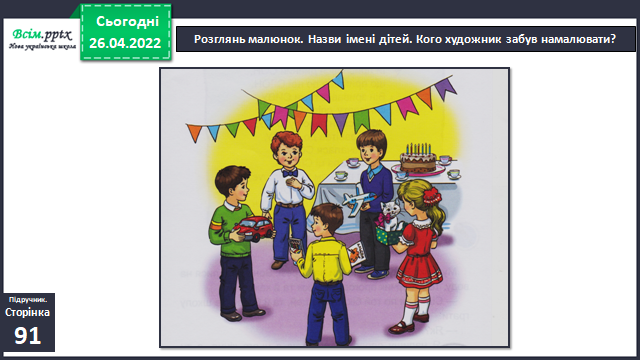 Всім.pptx
Нова українська школа
Сьогодні
26.04.2022
Розглянь малюнок. Назви імені дітей. Кого художник забув намалювати?
Підручник.
Сторінка
91